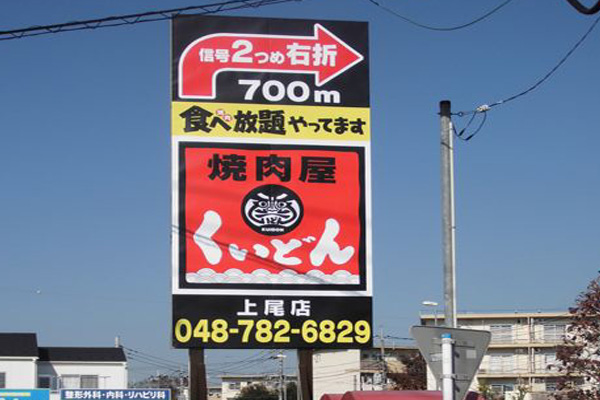 信号2つめ右折
700m
食べ放題やってます
焼肉
焼肉屋
KUIDON
くいどん
上尾店
048-782-6829
整形外科・内科・リハビリ科